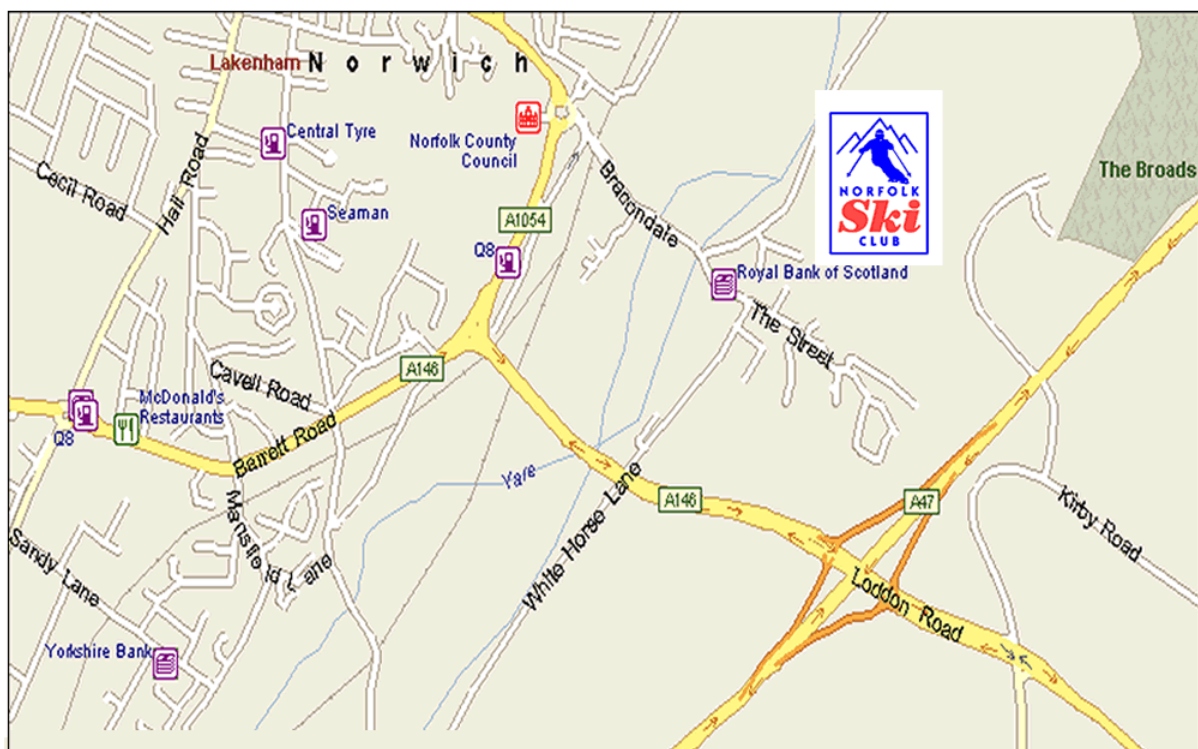 Lakenham
Norwich
Central Tyre
Norfolk County
Council
Cecil Road
Hall Road
Seaman
A1054
Q8
Bracondale
NORFOLK
Ski
CLUB
The Broads
Royal Bank of Scotland
The Street
A146
Cavell Road
McDonald's
Restaurants
Q8
Barrett Road
Yare
A146
A47
Kirby Road
Mansfield Lane
White Horse Lane
Sandy Lane
Loddon Road
Yorkshire Bank